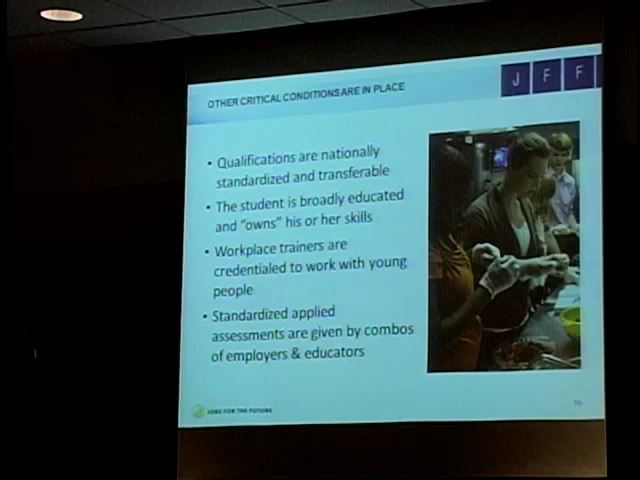 OTHER CRITICAL CONDITIONS ARE IN PLACE
J F F
• Qualifications are nationally
standardized and transferable
• The student is broadly educated
and "owns" his or her skills
• Workplace trainers are
credentialed to work with young
people
• Standardized applied
assessments are given by combos
of employers & educators
JOBS FOR THE FUTURE